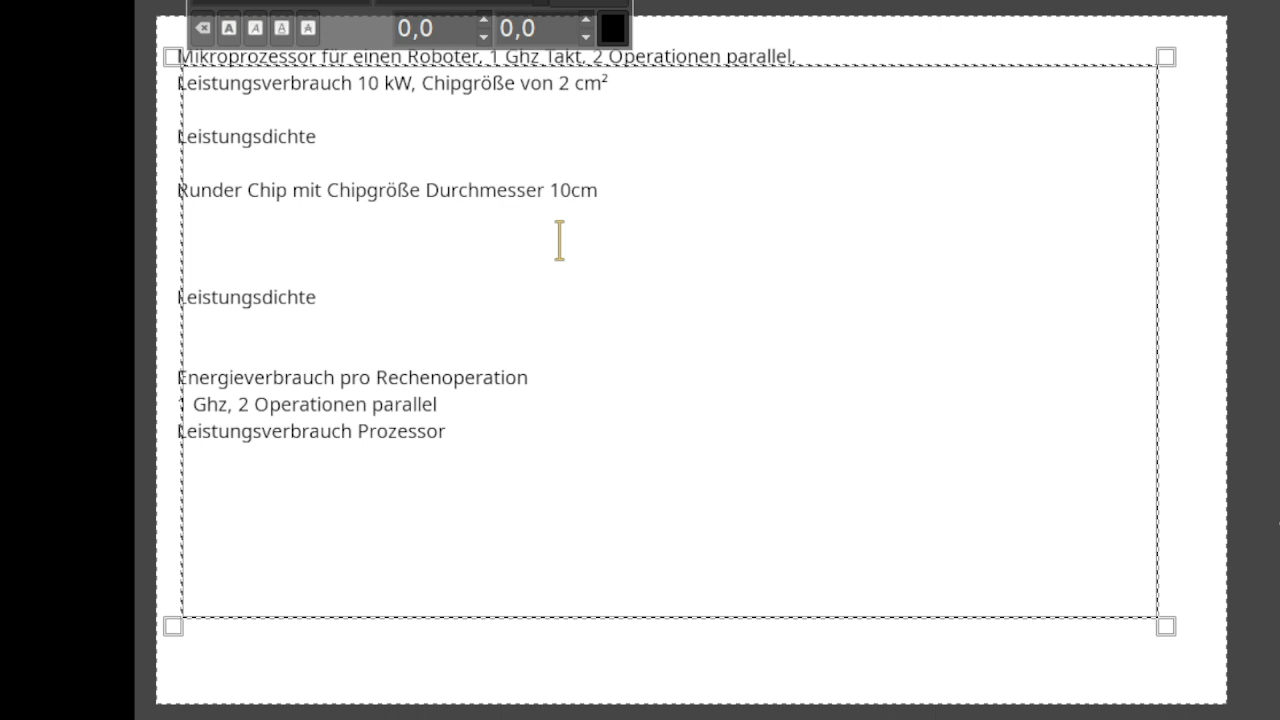 0,0 0,0
Mikroprozessor für einen Roboter, 1 Ghz Takt, 2 Operationen parallel,
Leistungsverbrauch 10 kW, Chipgröße von 2 cm²
Leistungsdichte
Runder Chip mit Chipgröße Durchmesser 10cm
Leistungsdichte
Energieverbrauch pro Rechenoperation
Ghz, 2 Operationen parallel
Leistungsverbrauch Prozessor